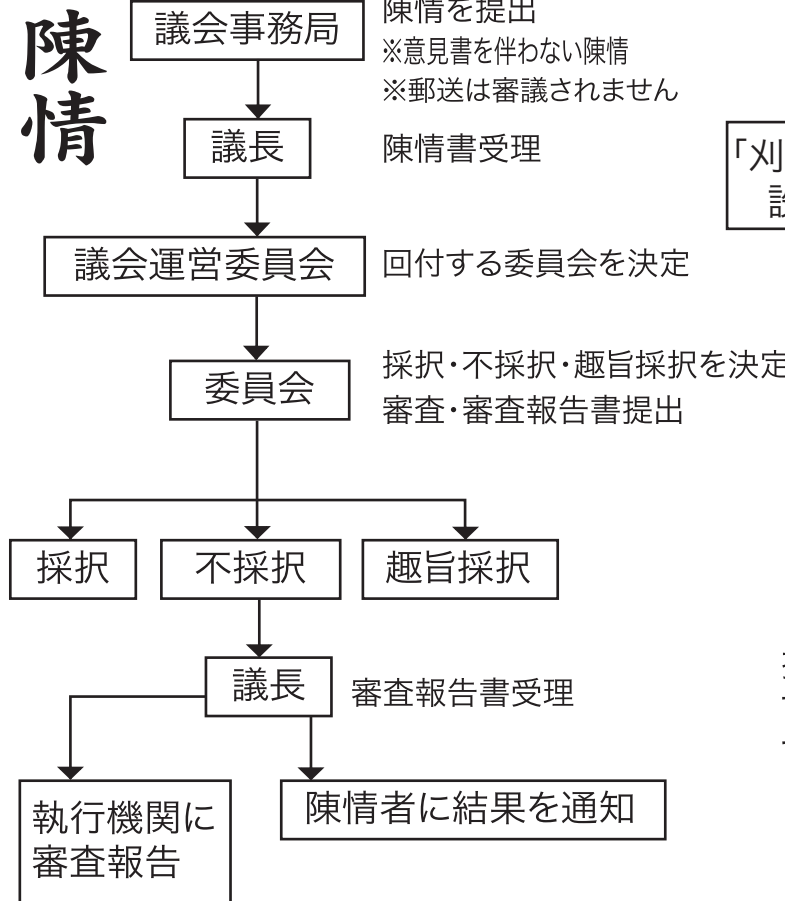 陳情
議会事務局
陳情を提出
※意見書を伴わない陳情
※郵送は審議されません
議長
陳情書受理
「刈
議会運営委員会
回付する委員会を決定
委員会
採択・不採択・趣旨採択を決定
審査・審査報告書提出
採択
不採択
趣旨採択
議長
審査報告書受理
執行機関に
審査報告
陳情者に結果を通知